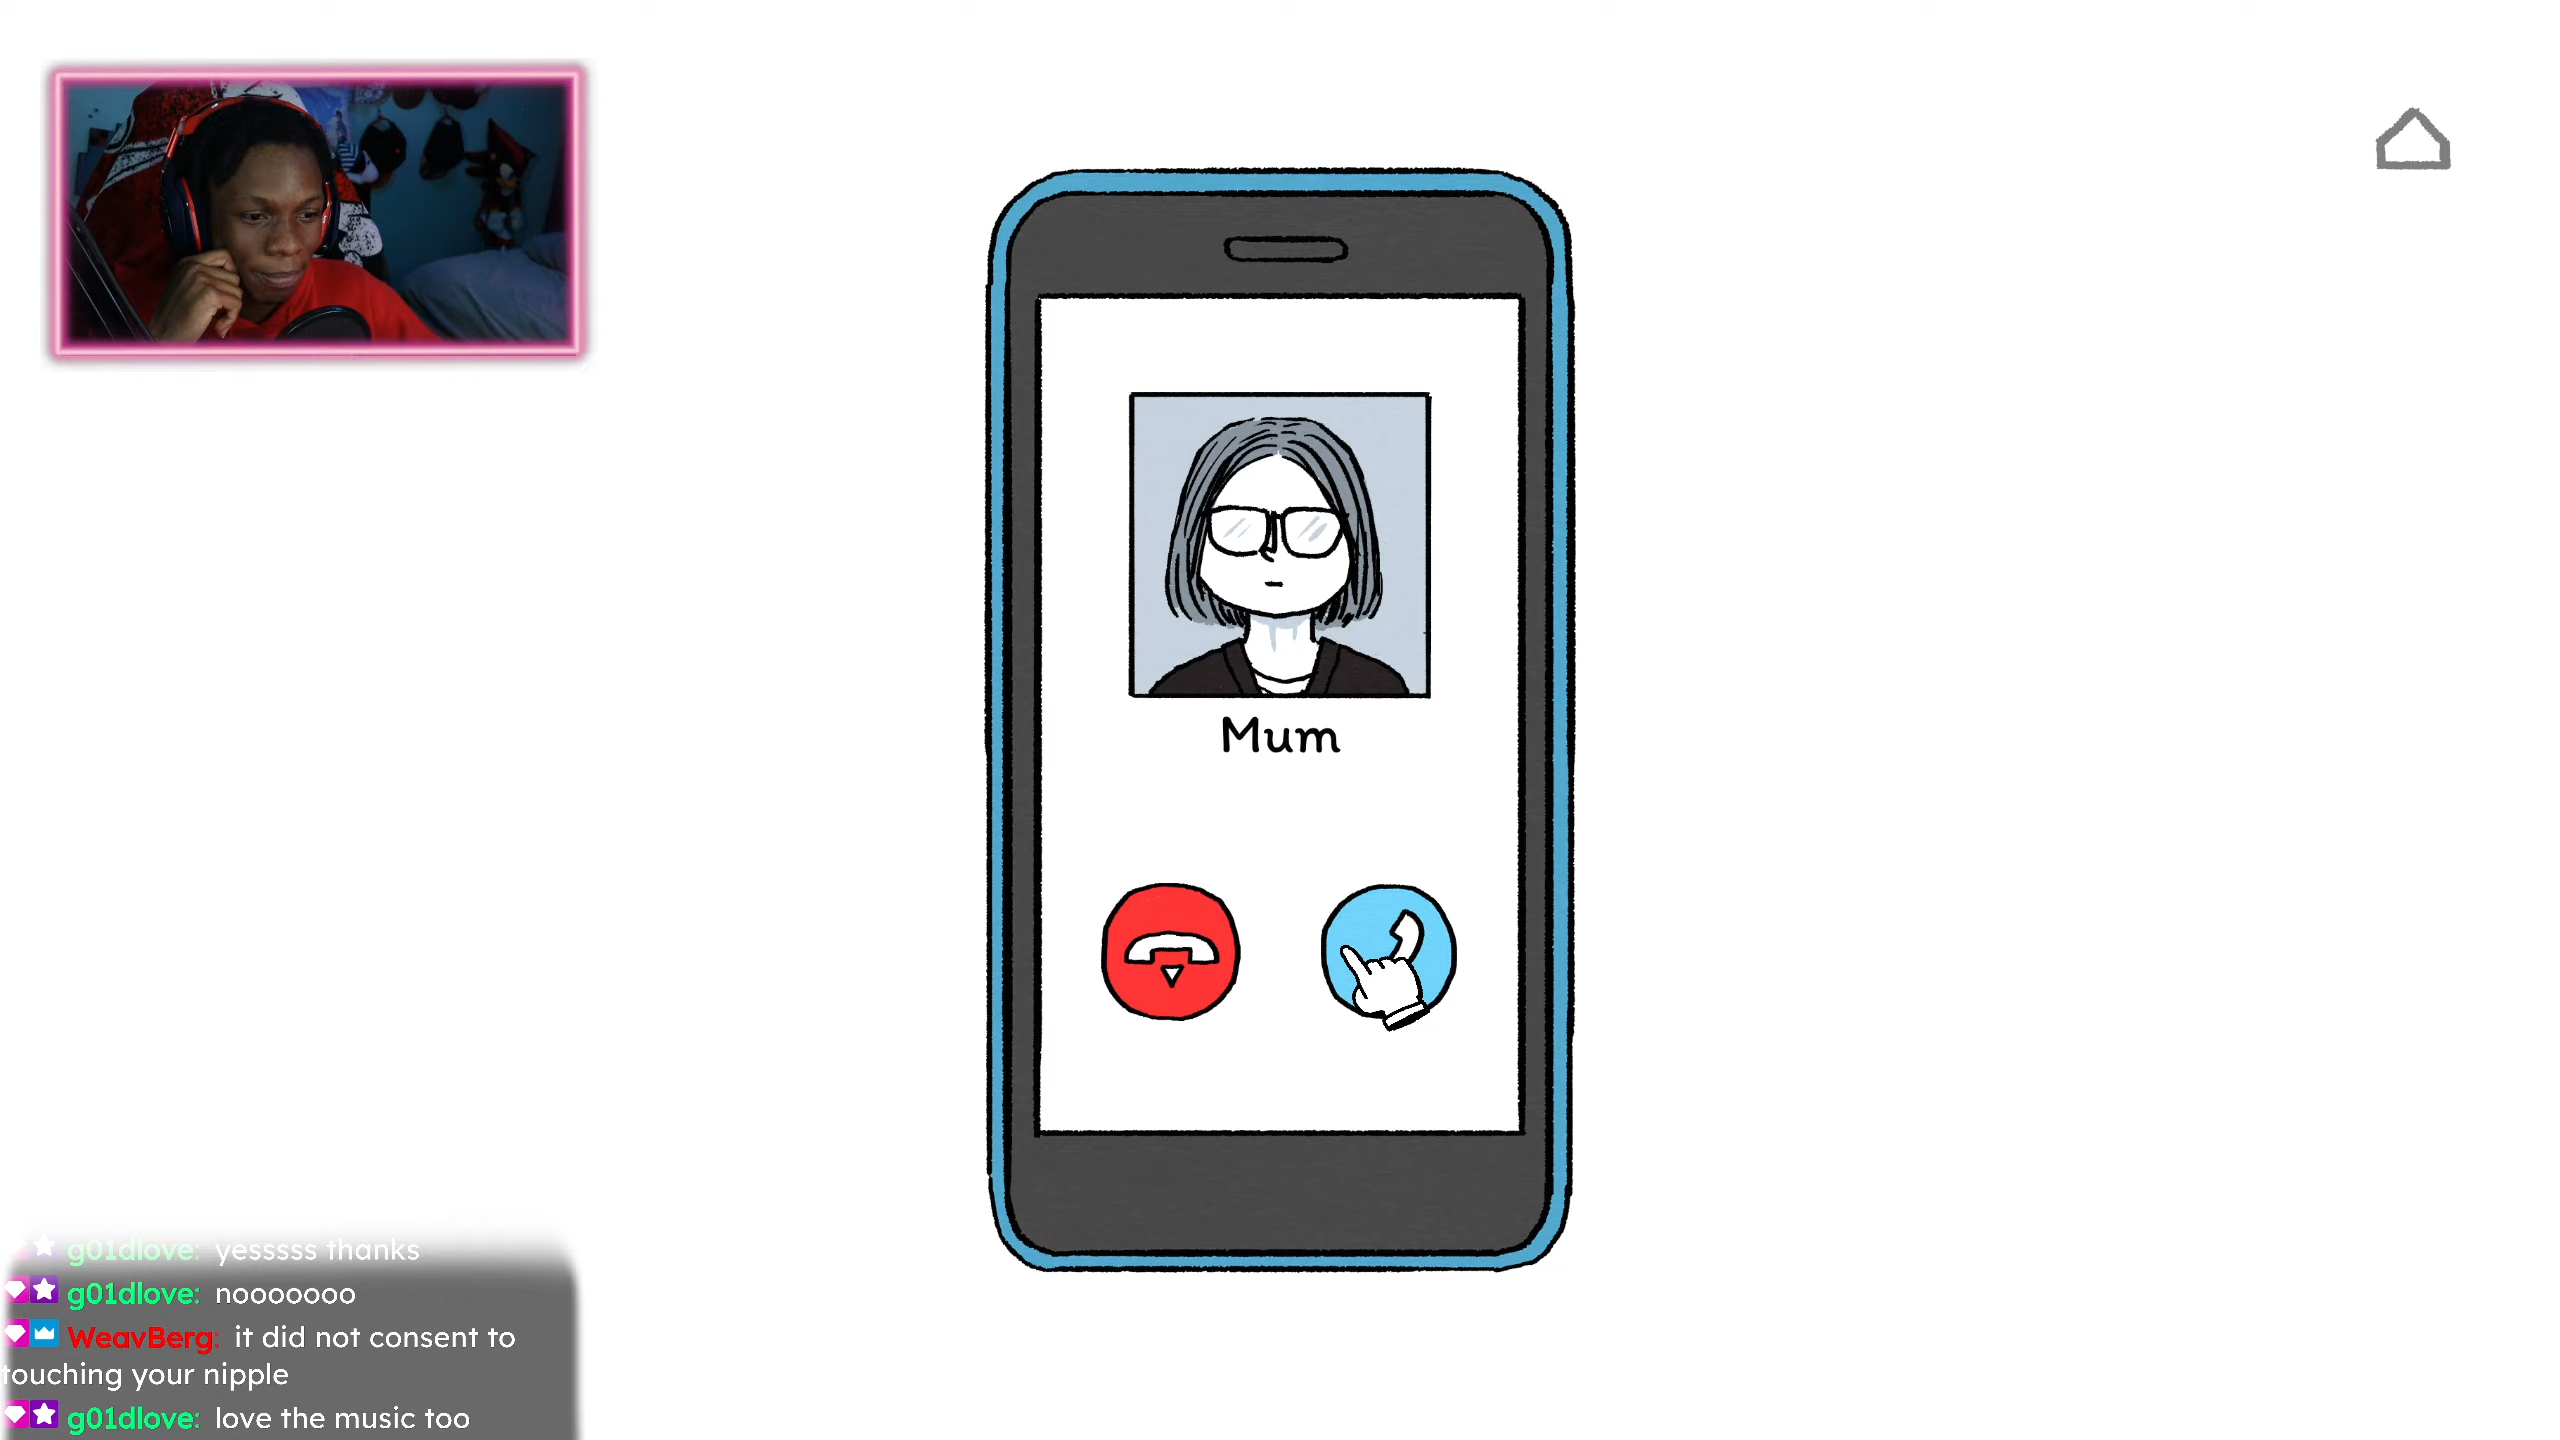 Mum
g01dlove: yesssss thanks
g01dlove: nooooooo
WeavBerg: it did not consent to
touching your nipple
g01dlove: love the music too